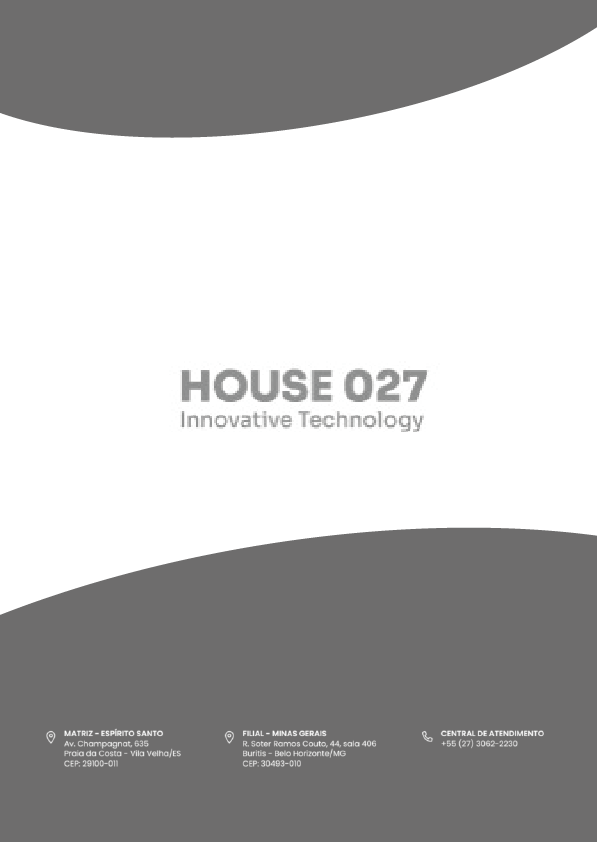 HOUSE 027
Innovative Technology
MATRIZ - ESPÍRITO SANTO
Av. Champagnat, 635
Praia da Costa - Vila Velha/ES
CEP: 29100-011
FILIAL - MINAS GERAIS
R. Soter Ramos Couto, 44, sala 406
Buritis - Belo Horizonte/MG
CEP: 30493-010
CENTRAL DE ATENDIMENTO
+55 (27) 3062-2230